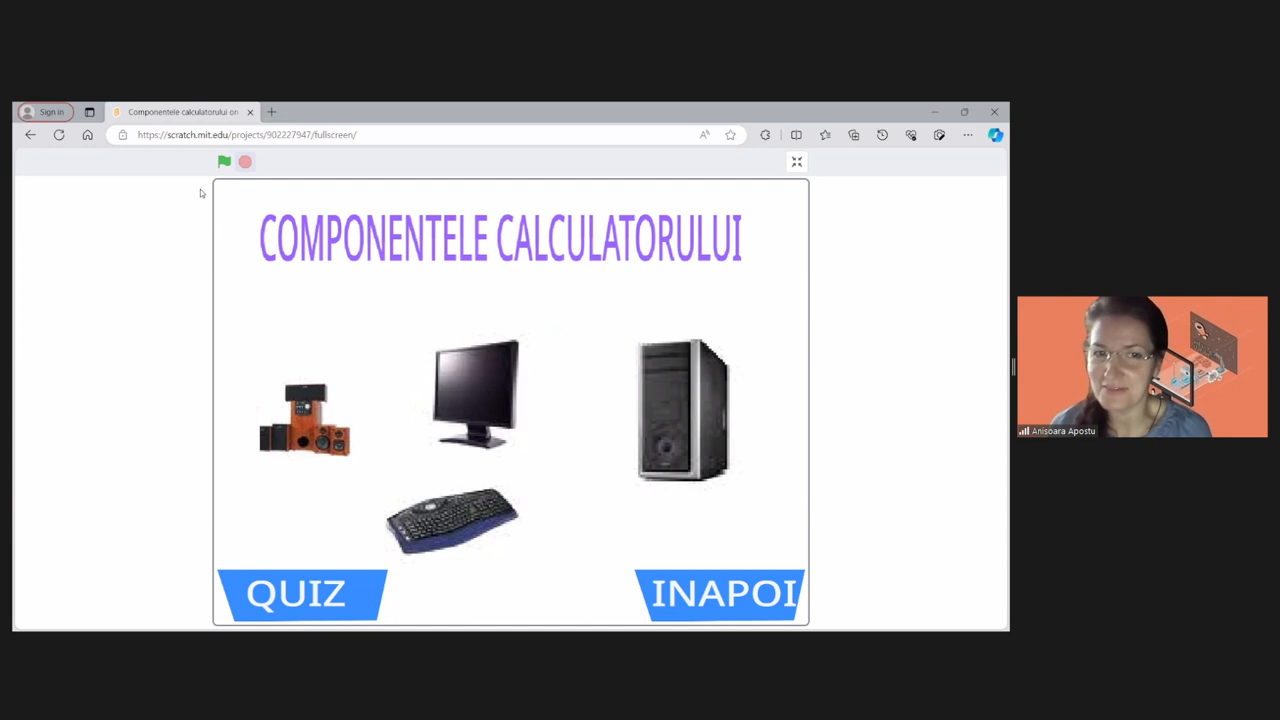 Sign in
Componentele calculatorului on
https://scratch.mit.edu/projects/902227947/fullscreen/
COMPONENTELE CALCULATORULUI
QUIZ
INAPOI
Anisoara Apostu